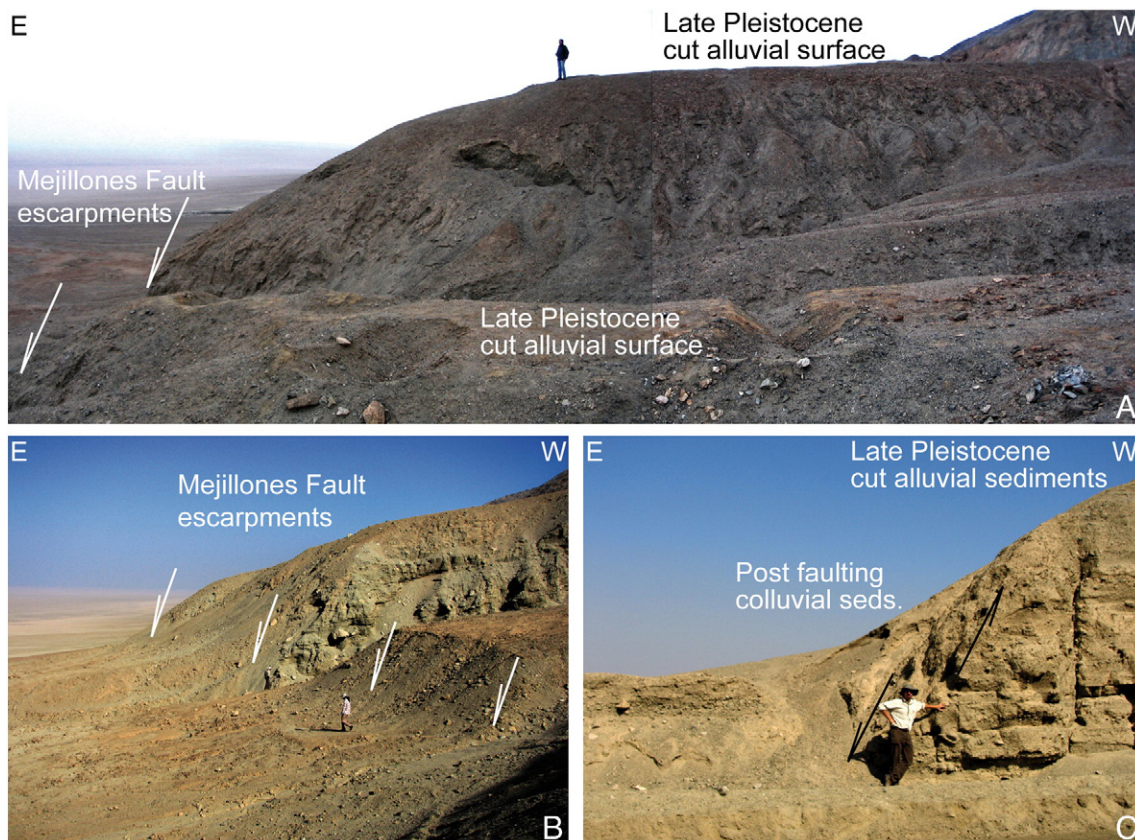 E
Late Pleistocene
cut alluvial surface
W
Mejillones Fault
escarpments
Late Pleistocene
cut alluvial surface
A
E
W
Mejillones Fault
escarpments
B
E
Late Pleistocene
cut alluvial sediments
W
Post faulting
colluvial seds.
C